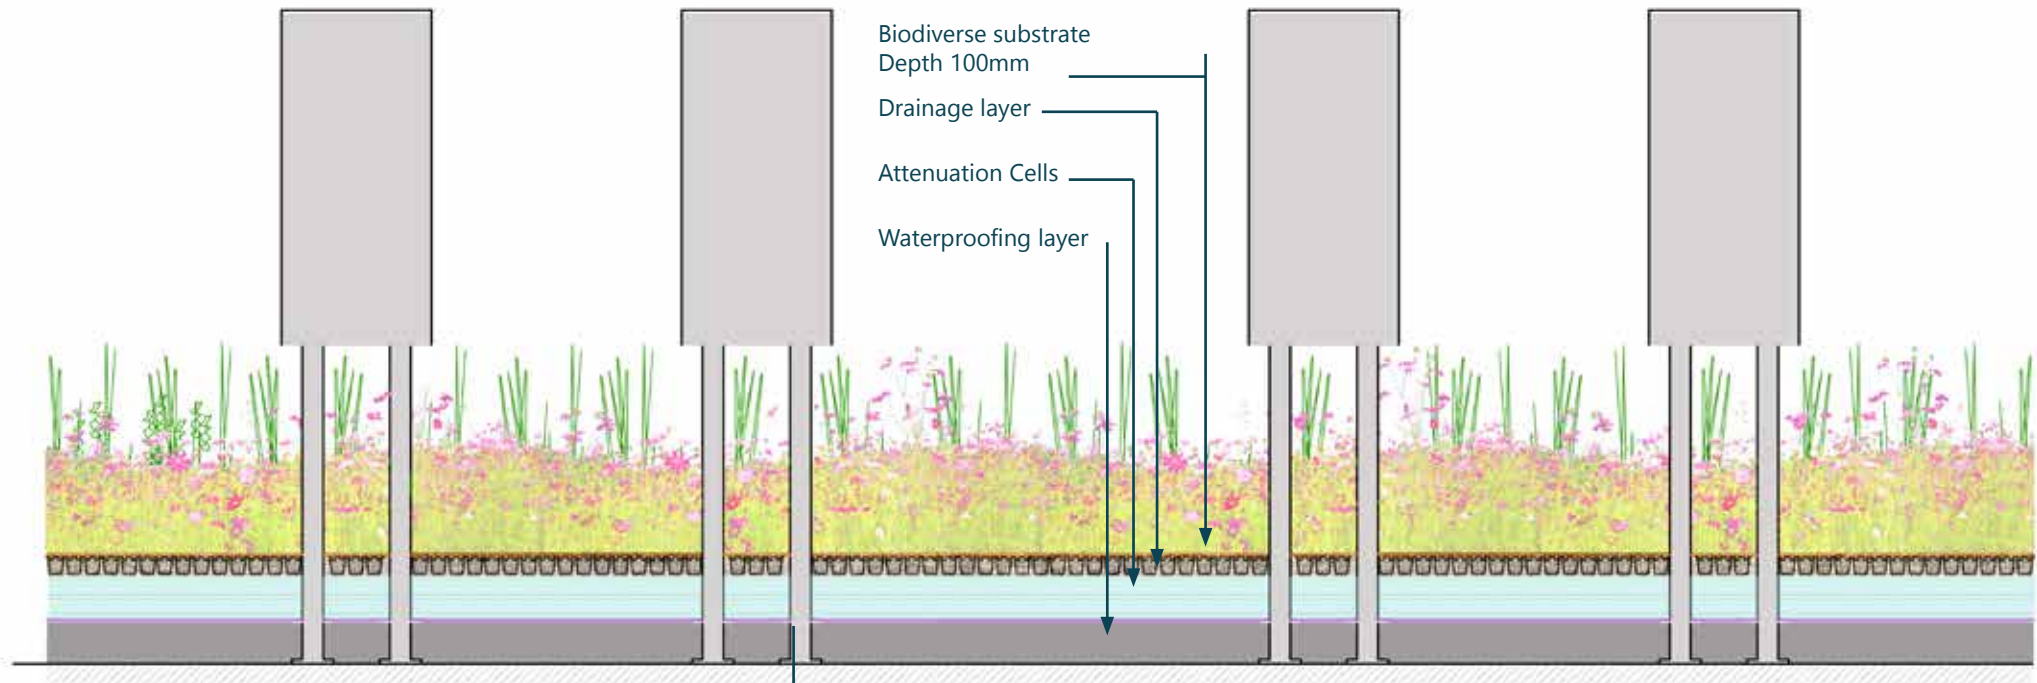 Biodiverse substrate
Depth 100mm
Drainage layer
Attenuation Cells
Waterproofing layer